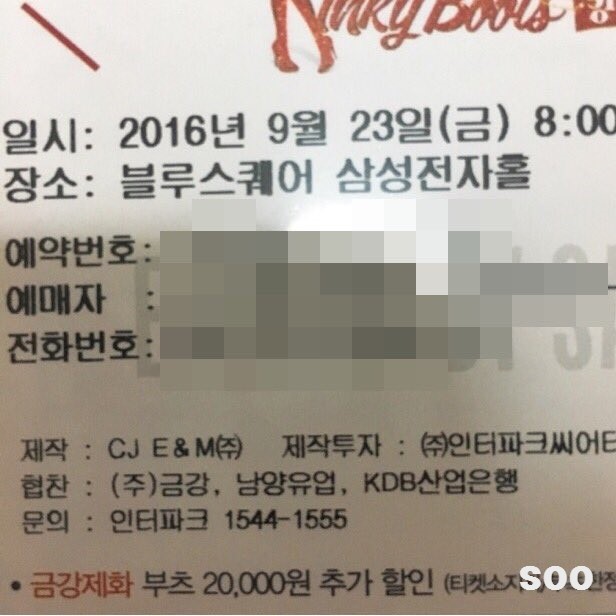 Kinky Boots
일시: 2016년 9월 23일(금) 8:00
장소: 블루스퀘어 삼성전자홀
예약번호:
예매자 :
전화번호:
제작 : CJ E&M㈜ 제작투자 : ㈜인터파크씨어터
협찬 : (주)금강, 남양유업, KDB산업은행
문의 : 인터파크 1544-1555
• 금강제화 부츠 20,000원 추가 할인 (티켓소지
SOO